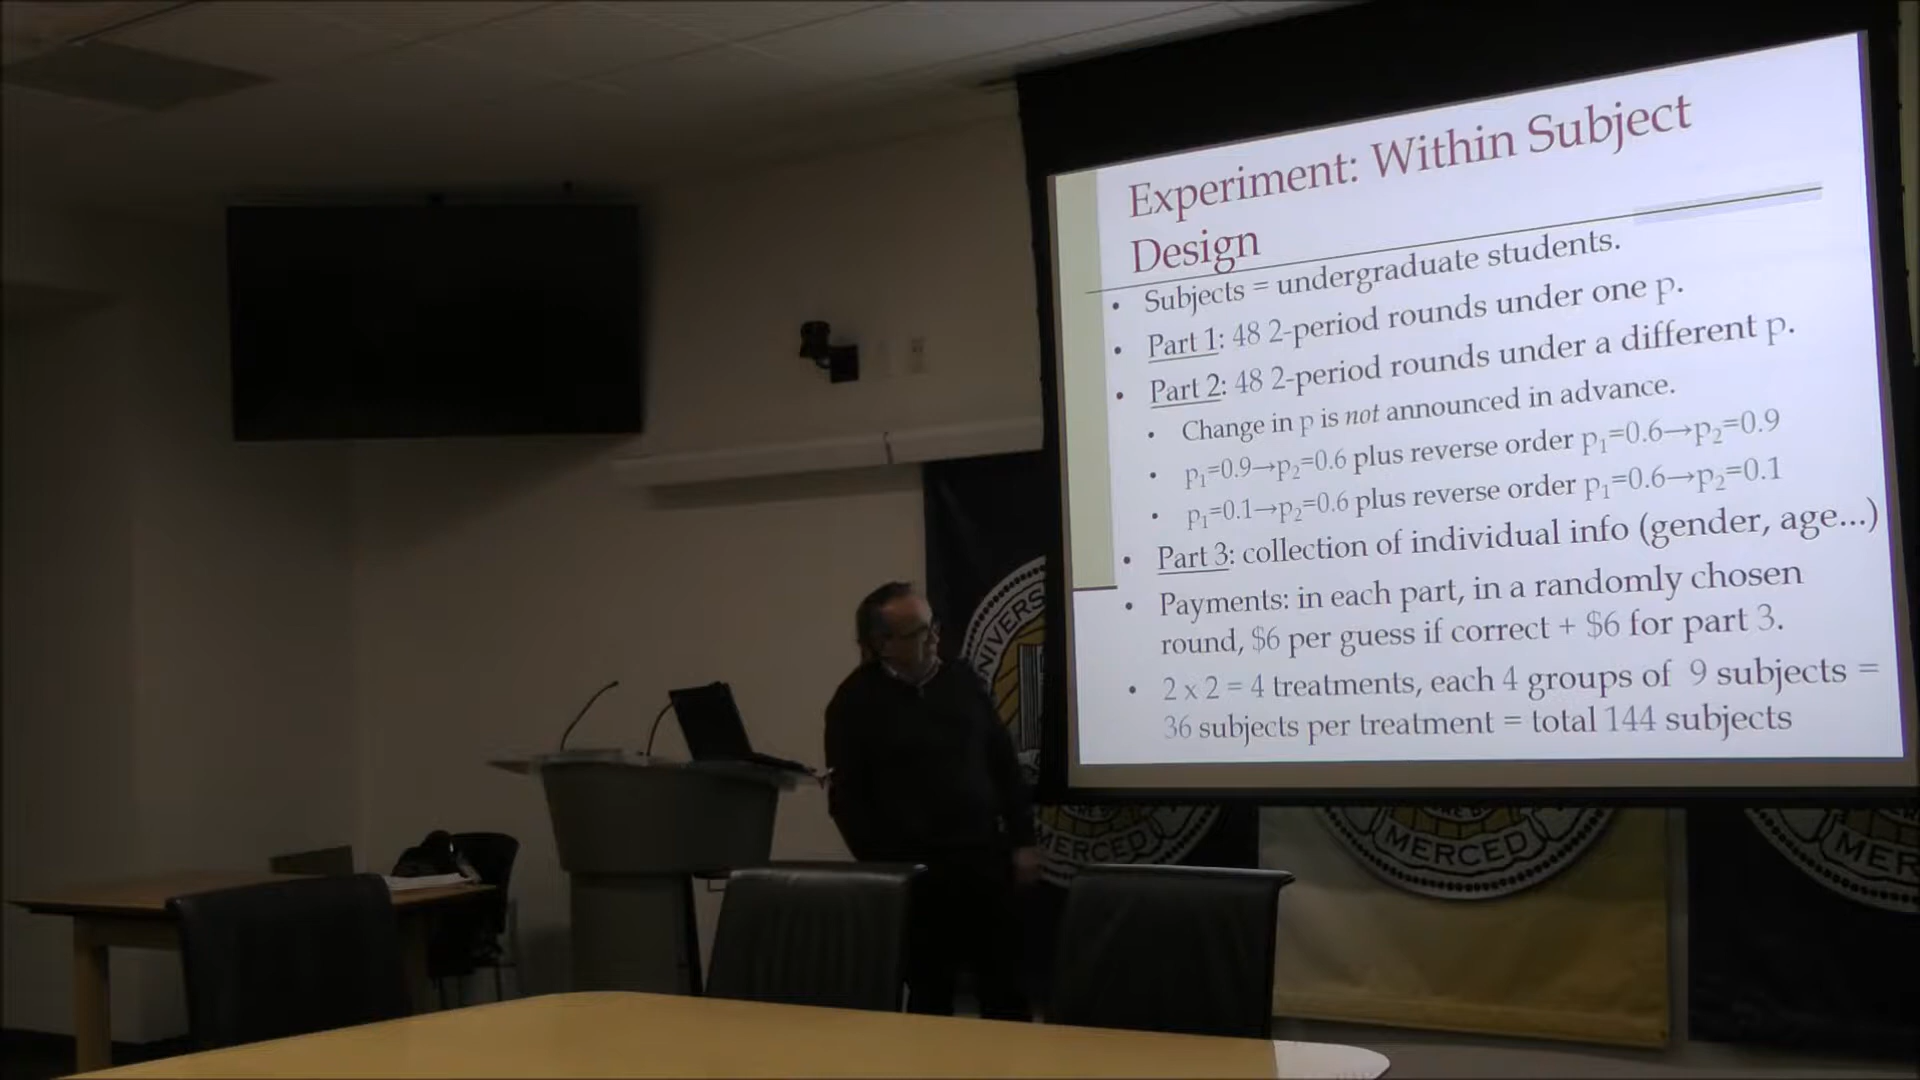 Experiment: Within Subject
Design
• Subjects = undergraduate students.
• Part 1: 48 2-period rounds under one p.
• Part 2: 48 2-period rounds under a different p.
• Change in p is not announced in advance.
• p₁=0.9→p₂=0.6 plus reverse order p₁=0.6→p₂=0.9
• p₁=0.1→p₂=0.6 plus reverse order p₁=0.6→p₂=0.1
• Part 3: collection of individual info (gender, age...)
• Payments: in each part, in a randomly chosen
round, $6 per guess if correct + $6 for part 3.
• 2 x 2 = 4 treatments, each 4 groups of 9 subjects =
36 subjects per treatment = total 144 subjects
MERCED
MERCED